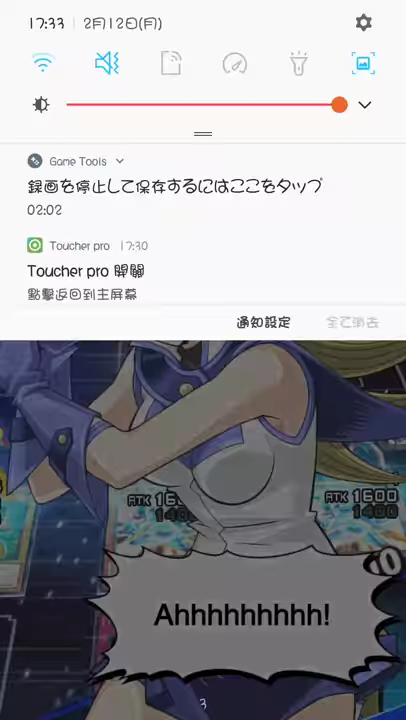 17:33 2月12日(月)
Game Tools
録画を停止して保存するにはここをタップ
02:02
Toucher pro 17:30
Toucher pro 開關
點擊返回到主屏幕
通知設定 全て消去
ATK 1600
1400
Ahhhhhhhhh!
3